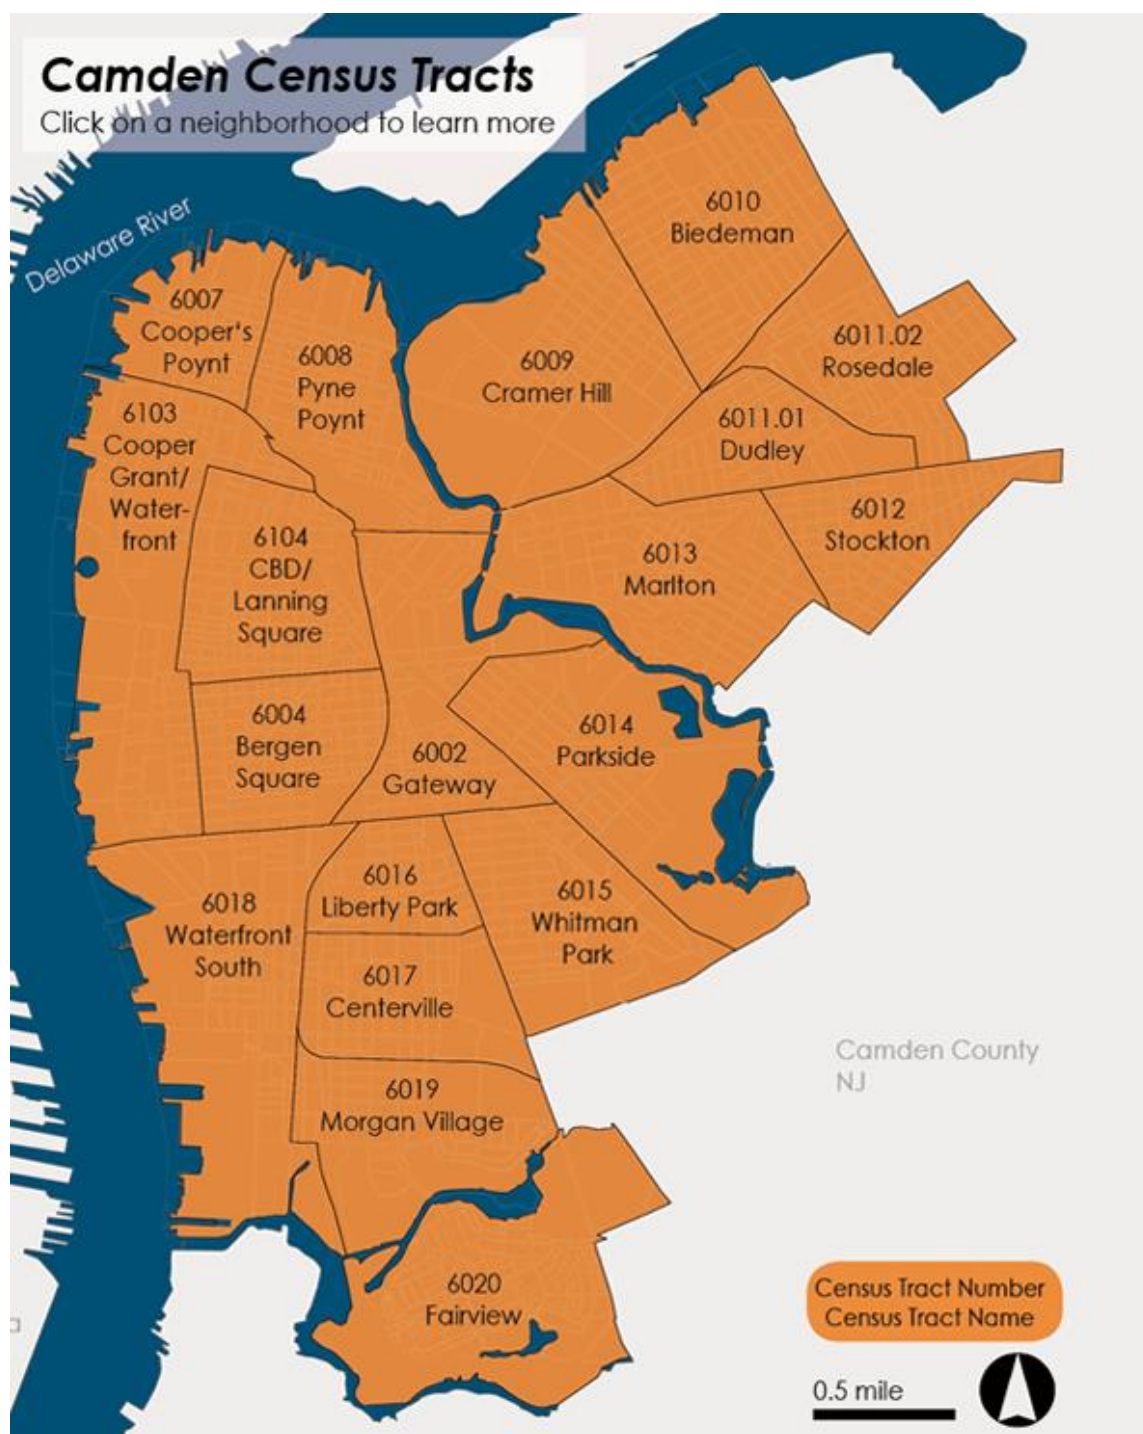 Camden Census Tracts
Click on a neighborhood to learn more
Delaware River
6010
Biedeman
6007
Cooper's
Poynt
6008
Pyne
Poynt
6009
Cramer Hill
6011.02
Rosedale
6103
Cooper
Grant/
Water-
front
6011.01
Dudley
6012
Stockton
6104
CBD/
Lanning
Square
6013
Marlton
6004
Bergen
Square
6002
Gateway
6014
Parkside
6016
Liberty Park
6015
Whitman
Park
6018
Waterfront
South
6017
Centerville
Camden County
NJ
6019
Morgan Village
6020
Fairview
a
Census Tract Number
Census Tract Name
0.5 mile